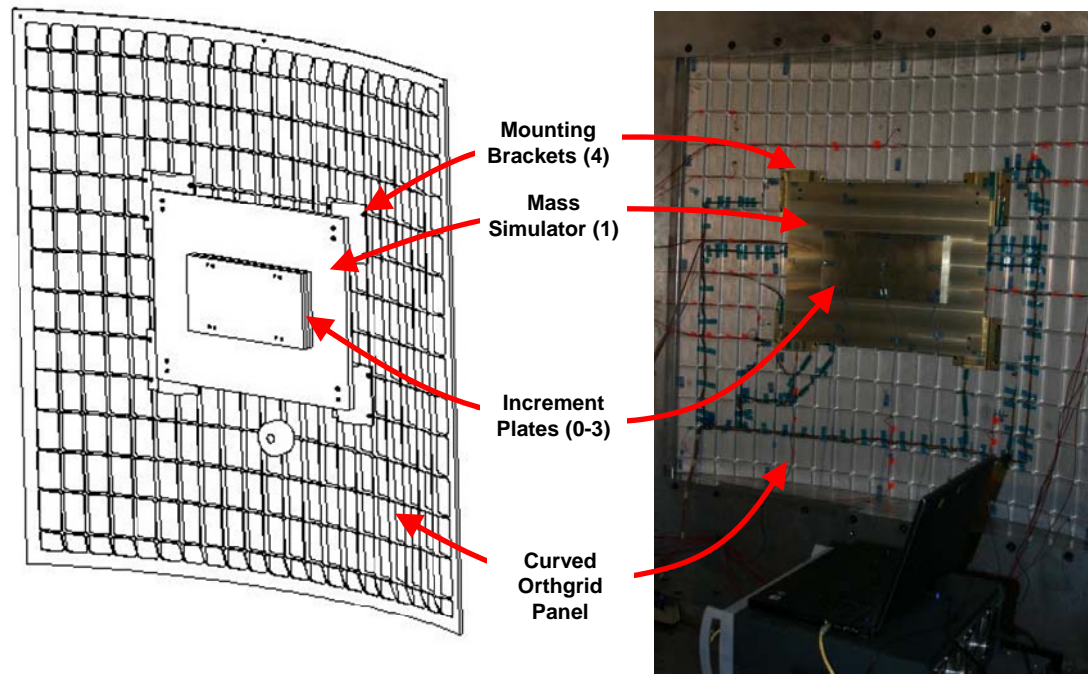 Mounting
Brackets (4)
Mass
Simulator (1)
Increment
Plates (0-3)
Curved
Orthgrid
Panel